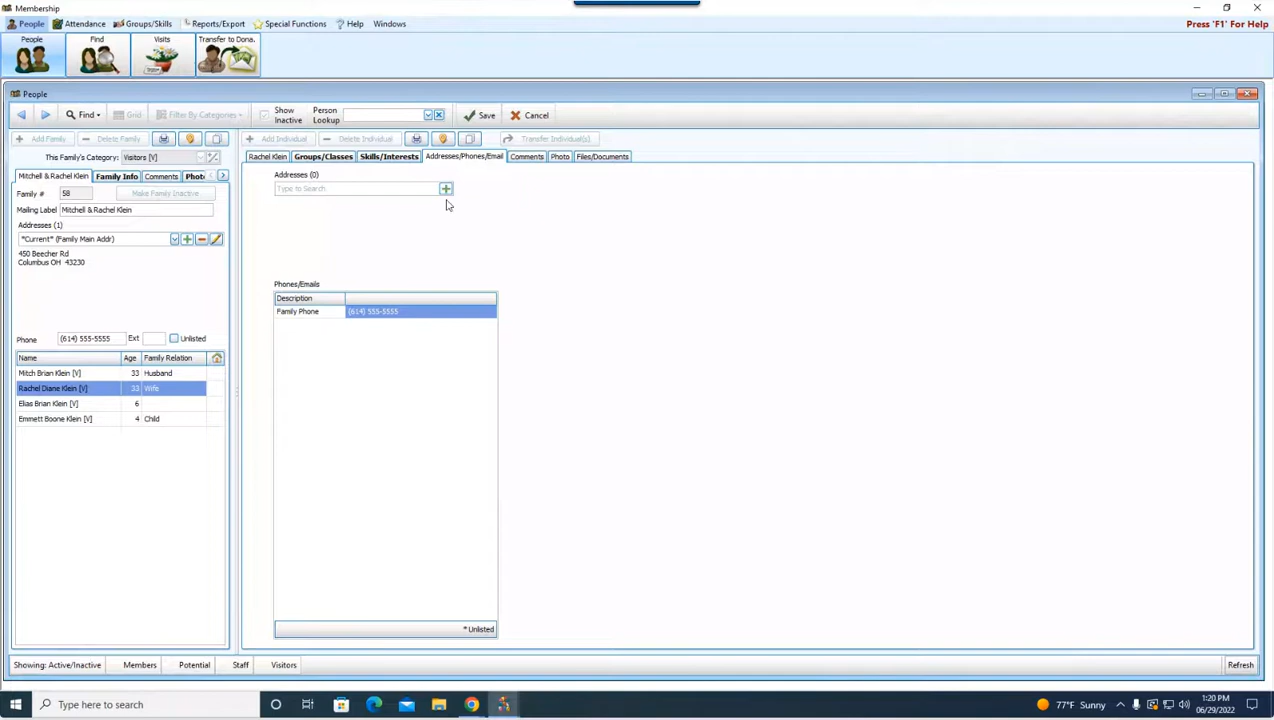 Membership
People Attendance Groups/Skills Reports/Export Special Functions Help Windows
Press 'F1' For Help
People Find Visits Transfer to Dona.
People
Find Grid Filter By Categories Show Inactive Person Lookup Save Cancel
Add Family Delete Family Add Individual Delete Individual Transfer Individual(s)
This Family's Category: Visitors [V]
Rachel Klein Groups/Classes Skills/Interests Addresses/Phones/Email Comments Photo Files/Documents
Mitchell & Rachel Klein Family Info Comments Phot
Addresses (0)
Type to Search
Family # 58 Make Family Inactive
Mailing Label Mitchell & Rachel Klein
Addresses (1)
*Current* (Family Main Addr)
450 Beecher Rd
Columbus OH 43230
Phones/Emails
Description
Family Phone (614) 555-5555
Phone (614) 555-5555 Ext Unlisted
Name Age Family Relation
Mitch Brian Klein [V] 33 Husband
Rachel Diane Klein [V] 33 Wife
Elias Brian Klein [V] 6
Emmett Boone Klein [V] 4 Child
* Unlisted
Showing: Active/Inactive Members Potential Staff Visitors Refresh
Type here to search
77°F Sunny
1:20 PM
06/29/2022